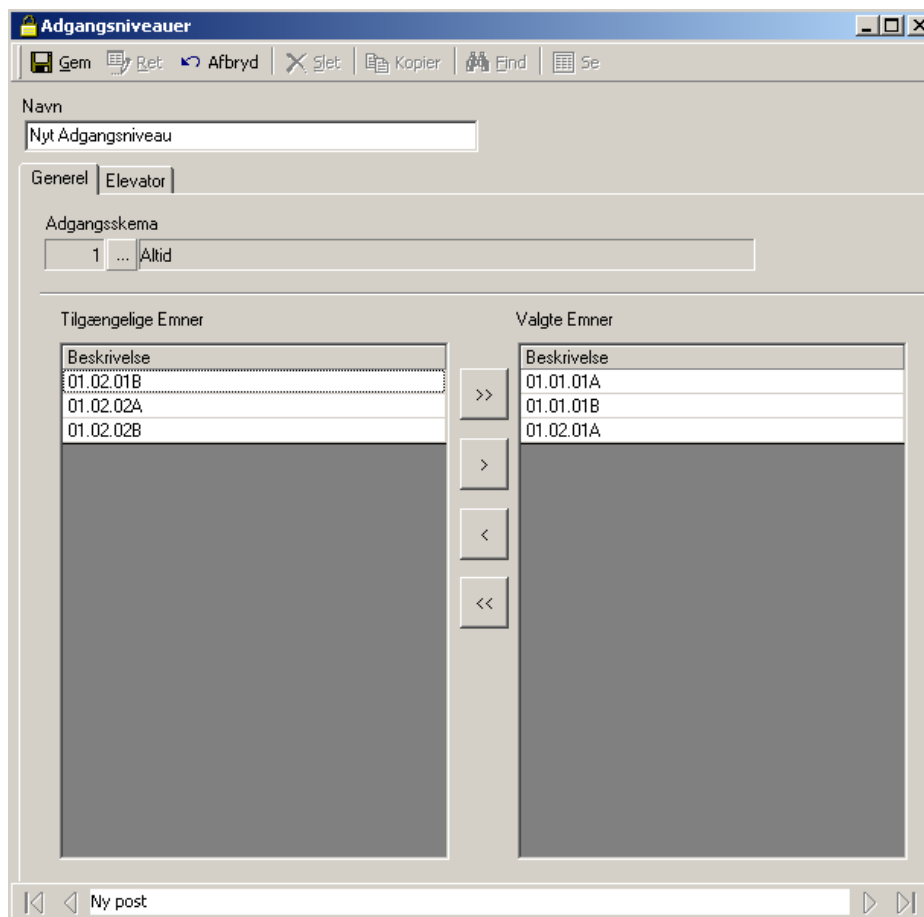 Adgangsniveauer
Gem Ret Afbryd Slet Kopier Find Se
Navn
Nyt Adgangsniveau
Generel Elevator
Adgangsskema
1 ... Altid
Tilgængelige Emner Valgte Emner
Beskrivelse Beskrivelse
01.02.01B 01.01.01A
01.02.02A 01.01.01B
01.02.02B 01.02.01A
>>
>
<
<<
Ny post